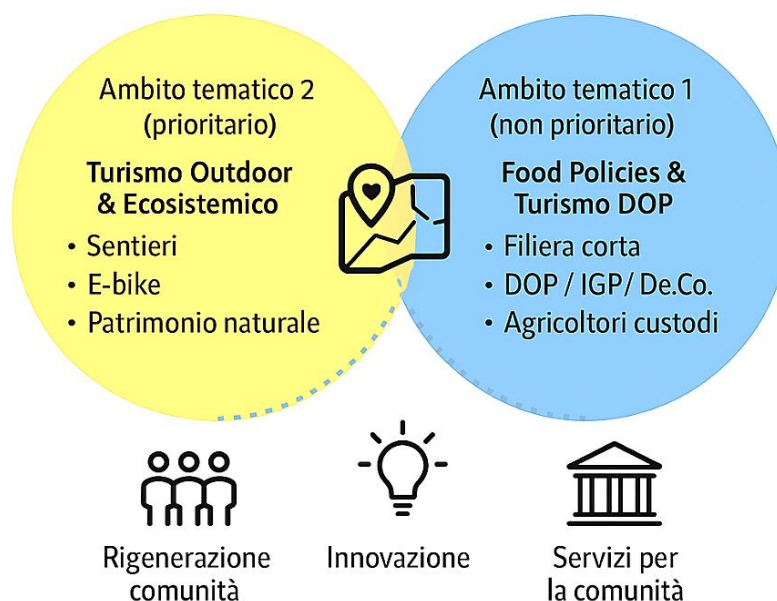 Ambito tematico 2
(prioritario)
Turismo Outdoor
& Ecosistemico
• Sentieri
• E-bike
• Patrimonio naturale
Ambito tematico 1
(non prioritario)
Food Policies &
Turismo DOP
• Filiera corta
• DOP / IGP/ De.Co.
• Agricoltori custodi
Rigenerazione
comunità
Innovazione
Servizi per
la comunità